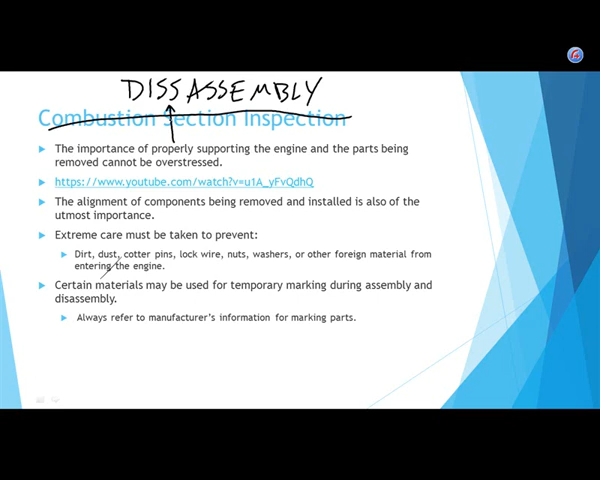 DISSASSEMBLY
Combustion Section Inspection
The importance of properly supporting the engine and the parts being
removed cannot be overstressed.
https://www.youtube.com/watch?v=u1A_yFvQdhQ
The alignment of components being removed and installed is also of the
utmost importance.
Extreme care must be taken to prevent:
Dirt, dust, cotter pins, lock wire, nuts, washers, or other foreign material from
entering the engine.
Certain materials may be used for temporary marking during assembly and
disassembly.
Always refer to manufacturer's information for marking parts.